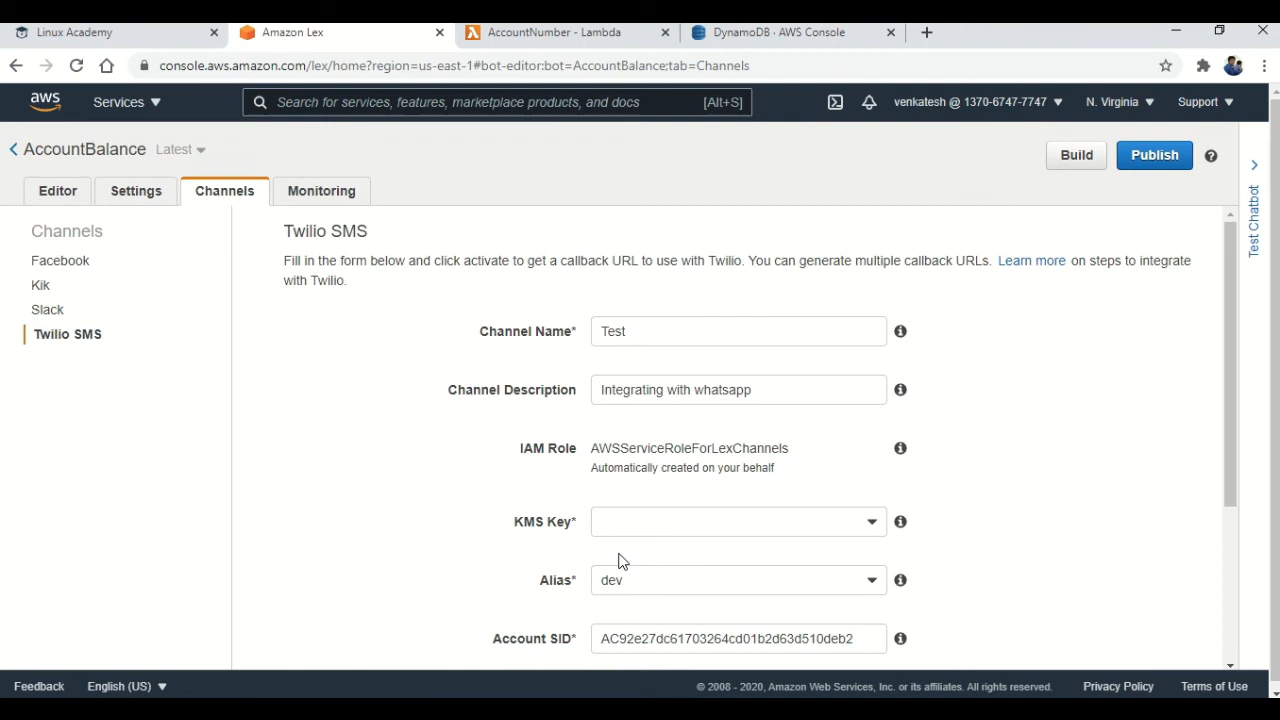 Linux Academy
Amazon Lex
AccountNumber - Lambda
DynamoDB · AWS Console
console.aws.amazon.com/lex/home?region=us-east-1#bot-editor:bot=AccountBalance;tab=Channels
aws
Services
Search for services, features, marketplace products, and docs
[Alt+S]
venkatesh @ 1370-6747-7747
N. Virginia
Support
AccountBalance
Latest
Build
Publish
Editor
Settings
Channels
Monitoring
Test Chatbot
Channels
Facebook
Kik
Slack
Twilio SMS
Twilio SMS
Fill in the form below and click activate to get a callback URL to use with Twilio. You can generate multiple callback URLs. Learn more on steps to integrate
with Twilio.
Channel Name*
Test
Channel Description
Integrating with whatsapp
IAM Role
AWSServiceRoleForLexChannels
Automatically created on your behalf
KMS Key*
Alias*
dev
Account SID*
AC92e27dc61703264cd01b2d63d510deb2
Feedback
English (US)
© 2008 - 2020, Amazon Web Services, Inc. or its affiliates. All rights reserved.
Privacy Policy
Terms of Use